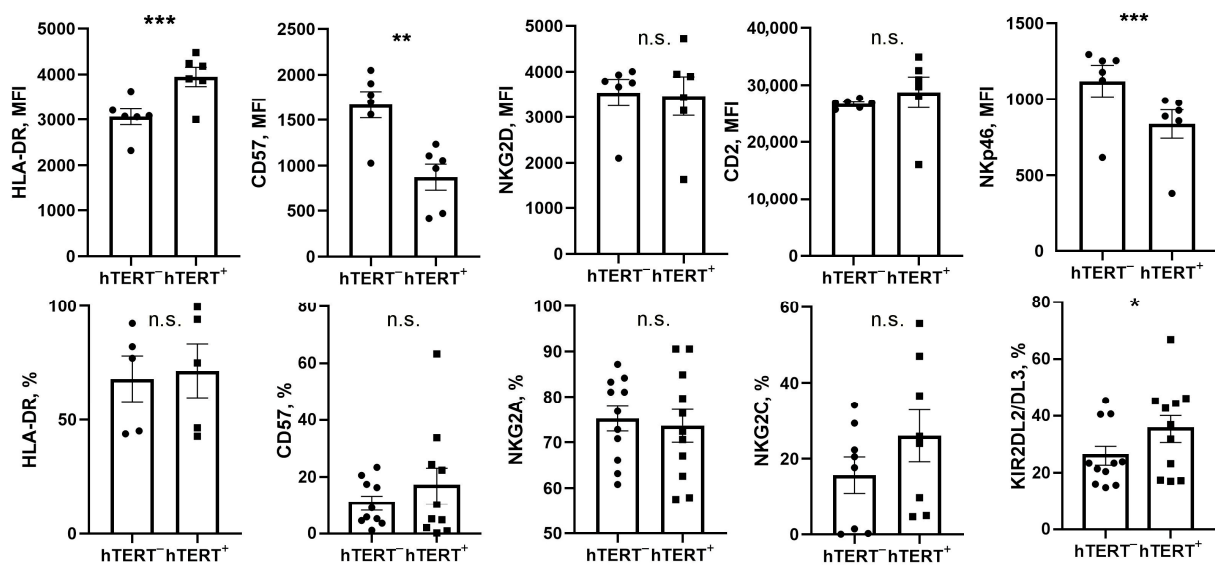 HLA-DR, MFI
5000
4000
3000
2000
1000
0
***
hTERT⁻ hTERT⁺
CD57, MFI
2500
2000
1500
1000
500
0
**
hTERT⁻ hTERT⁺
NKG2D, MFI
5000
4000
3000
2000
1000
0
n.s.
hTERT⁻ hTERT⁺
CD2, MFI
40,000
30,000
20,000
10,000
0
n.s.
hTERT⁻ hTERT⁺
NKp46, MFI
1500
1000
500
0
***
hTERT⁻ hTERT⁺
HLA-DR, %
100
50
0
n.s.
hTERT⁻ hTERT⁺
CD57, %
80
60
40
20
0
n.s.
hTERT⁻ hTERT⁺
NKG2A, %
100
90
80
70
60
50
n.s.
hTERT⁻ hTERT⁺
NKG2C, %
60
40
20
0
n.s.
hTERT⁻ hTERT⁺
KIR2DL2/DL3, %
80
60
40
20
0
*
hTERT⁻ hTERT⁺